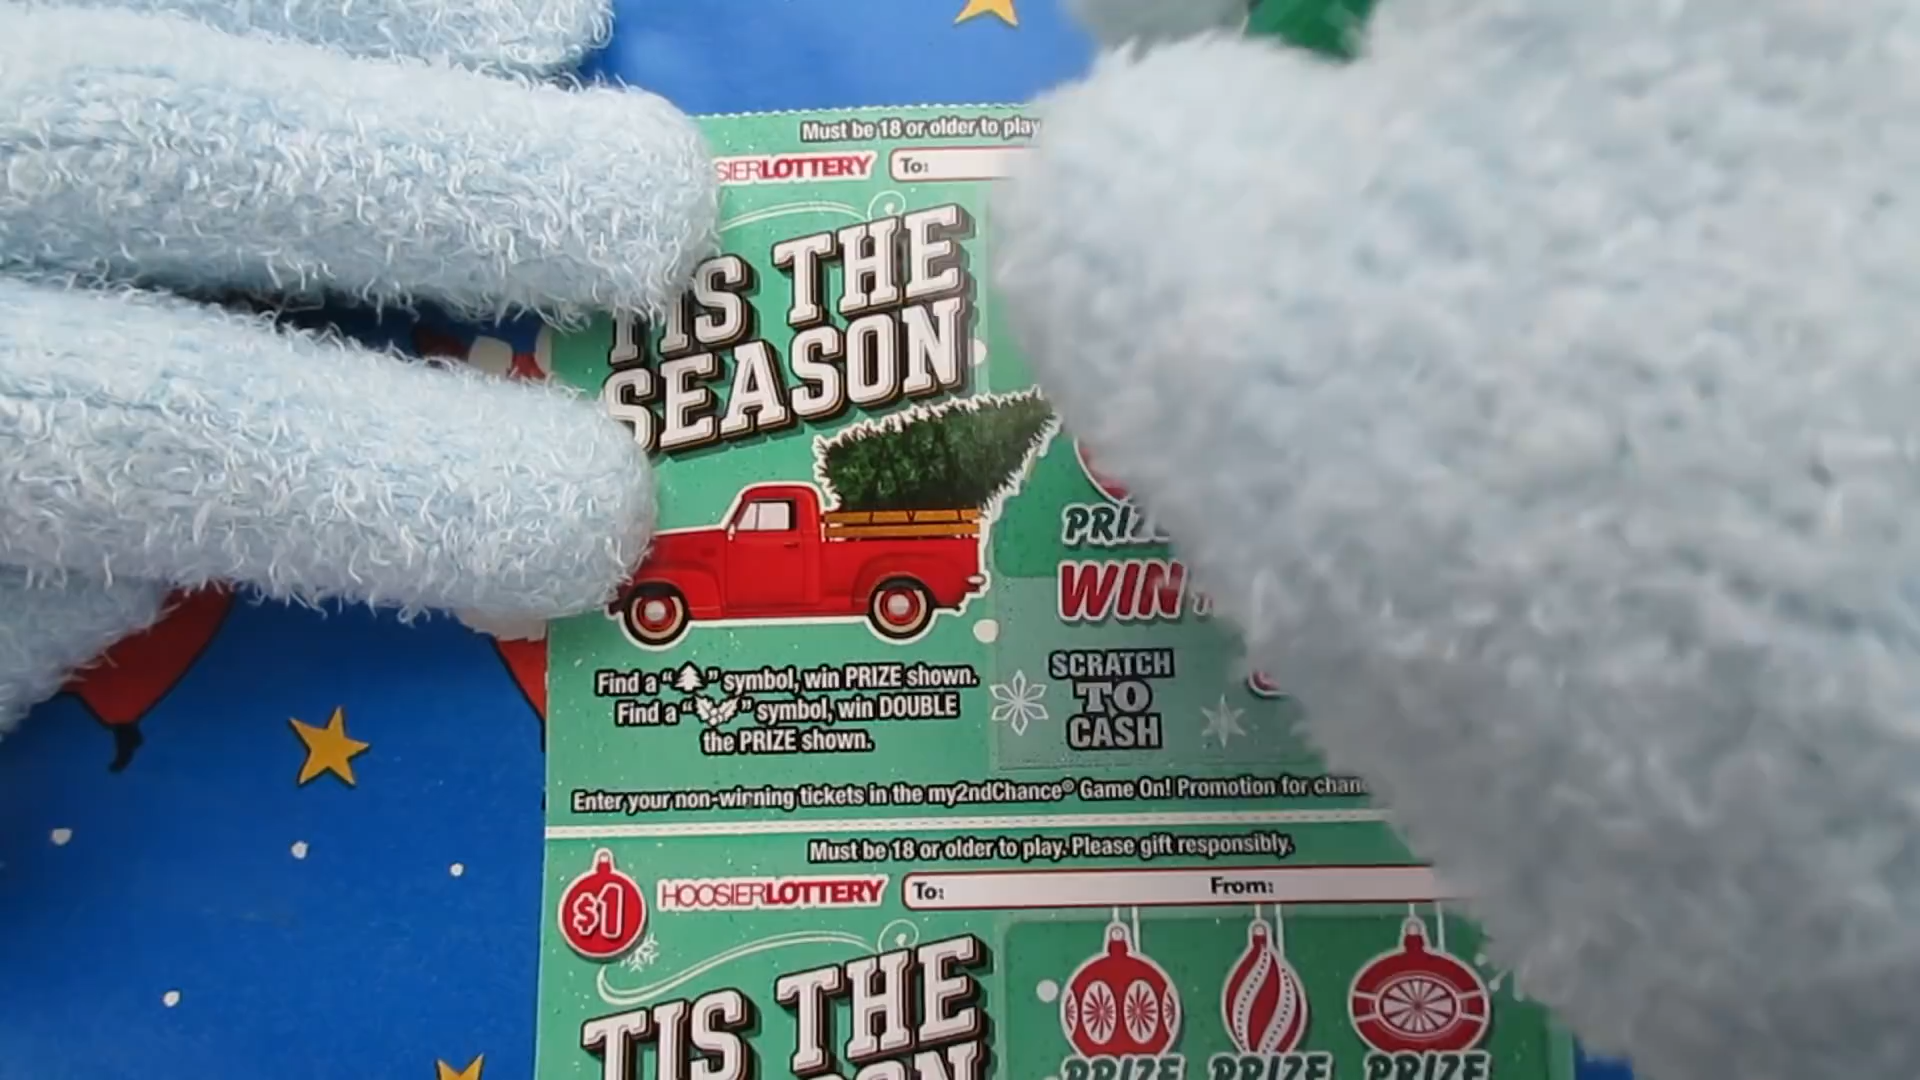 Must be 18 or older to play
SIERLOTTERY To:
'TIS THE
SEASON
PRIZE
WIN
Find a " " symbol, win PRIZE shown.
Find a " " symbol, win DOUBLE
the PRIZE shown.
SCRATCH
TO
CASH
Enter your non-winning tickets in the my2ndChance® Game On! Promotion for chan
Must be 18 or older to play. Please gift responsibly.
$1 HOOSIERLOTTERY To: From:
'TIS THE
PRIZE PRIZE PRIZE